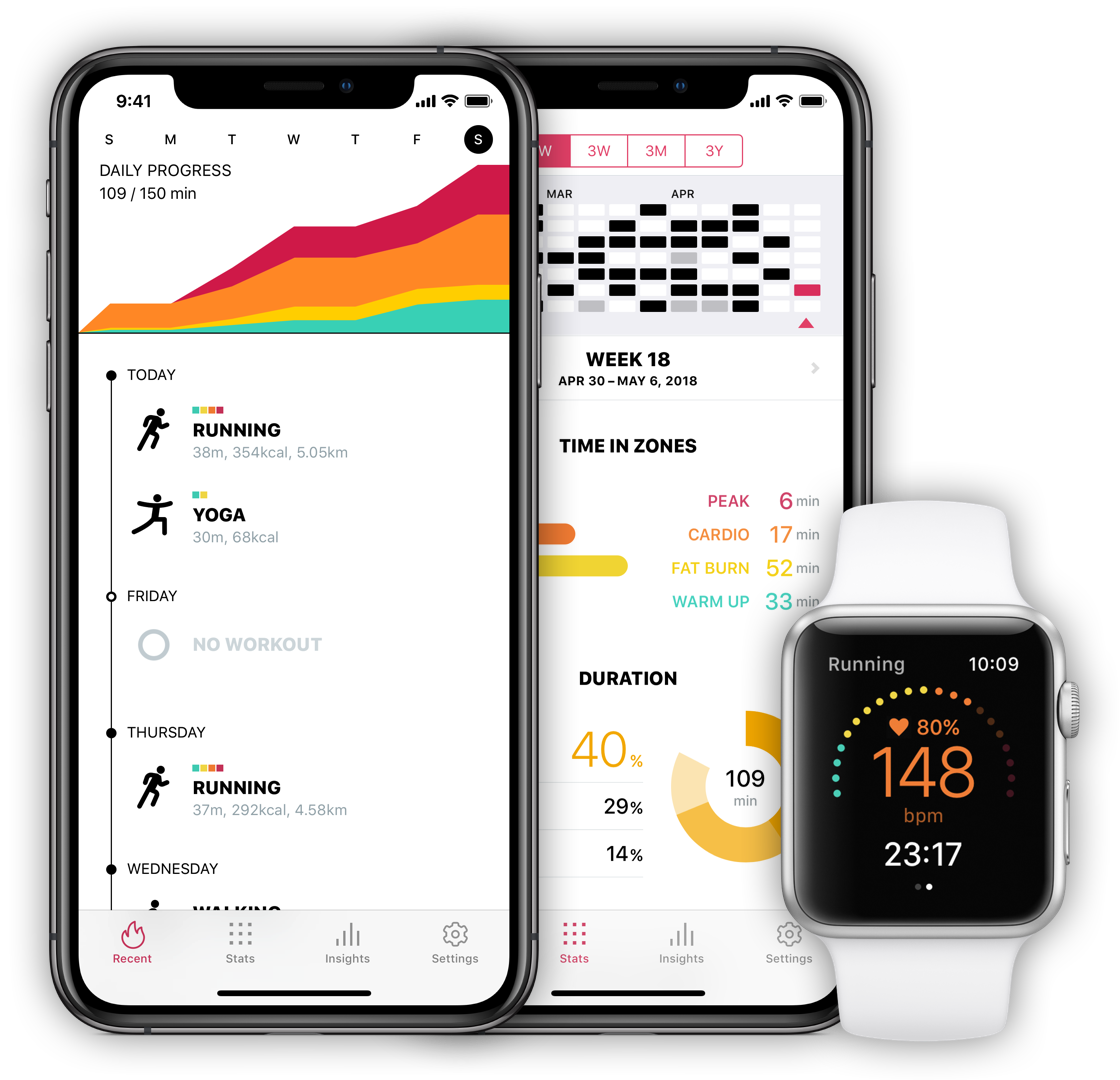 9:41
S M T W T F S
DAILY PROGRESS
109 / 150 min
TODAY
RUNNING
38m, 354kcal, 5.05km
YOGA
30m, 68kcal
FRIDAY
NO WORKOUT
THURSDAY
RUNNING
37m, 292kcal, 4.58km
WEDNESDAY
WALKING
Recent Stats Insights Settings
W 3W 3M 3Y
MAR APR
WEEK 18
APR 30 – MAY 6, 2018
TIME IN ZONES
PEAK 6 min
CARDIO 17 min
FAT BURN 52 min
WARM UP 33 min
DURATION
40%
29%
14%
109
min
Stats Insights Settings
Running 10:09
80%
148
bpm
23:17